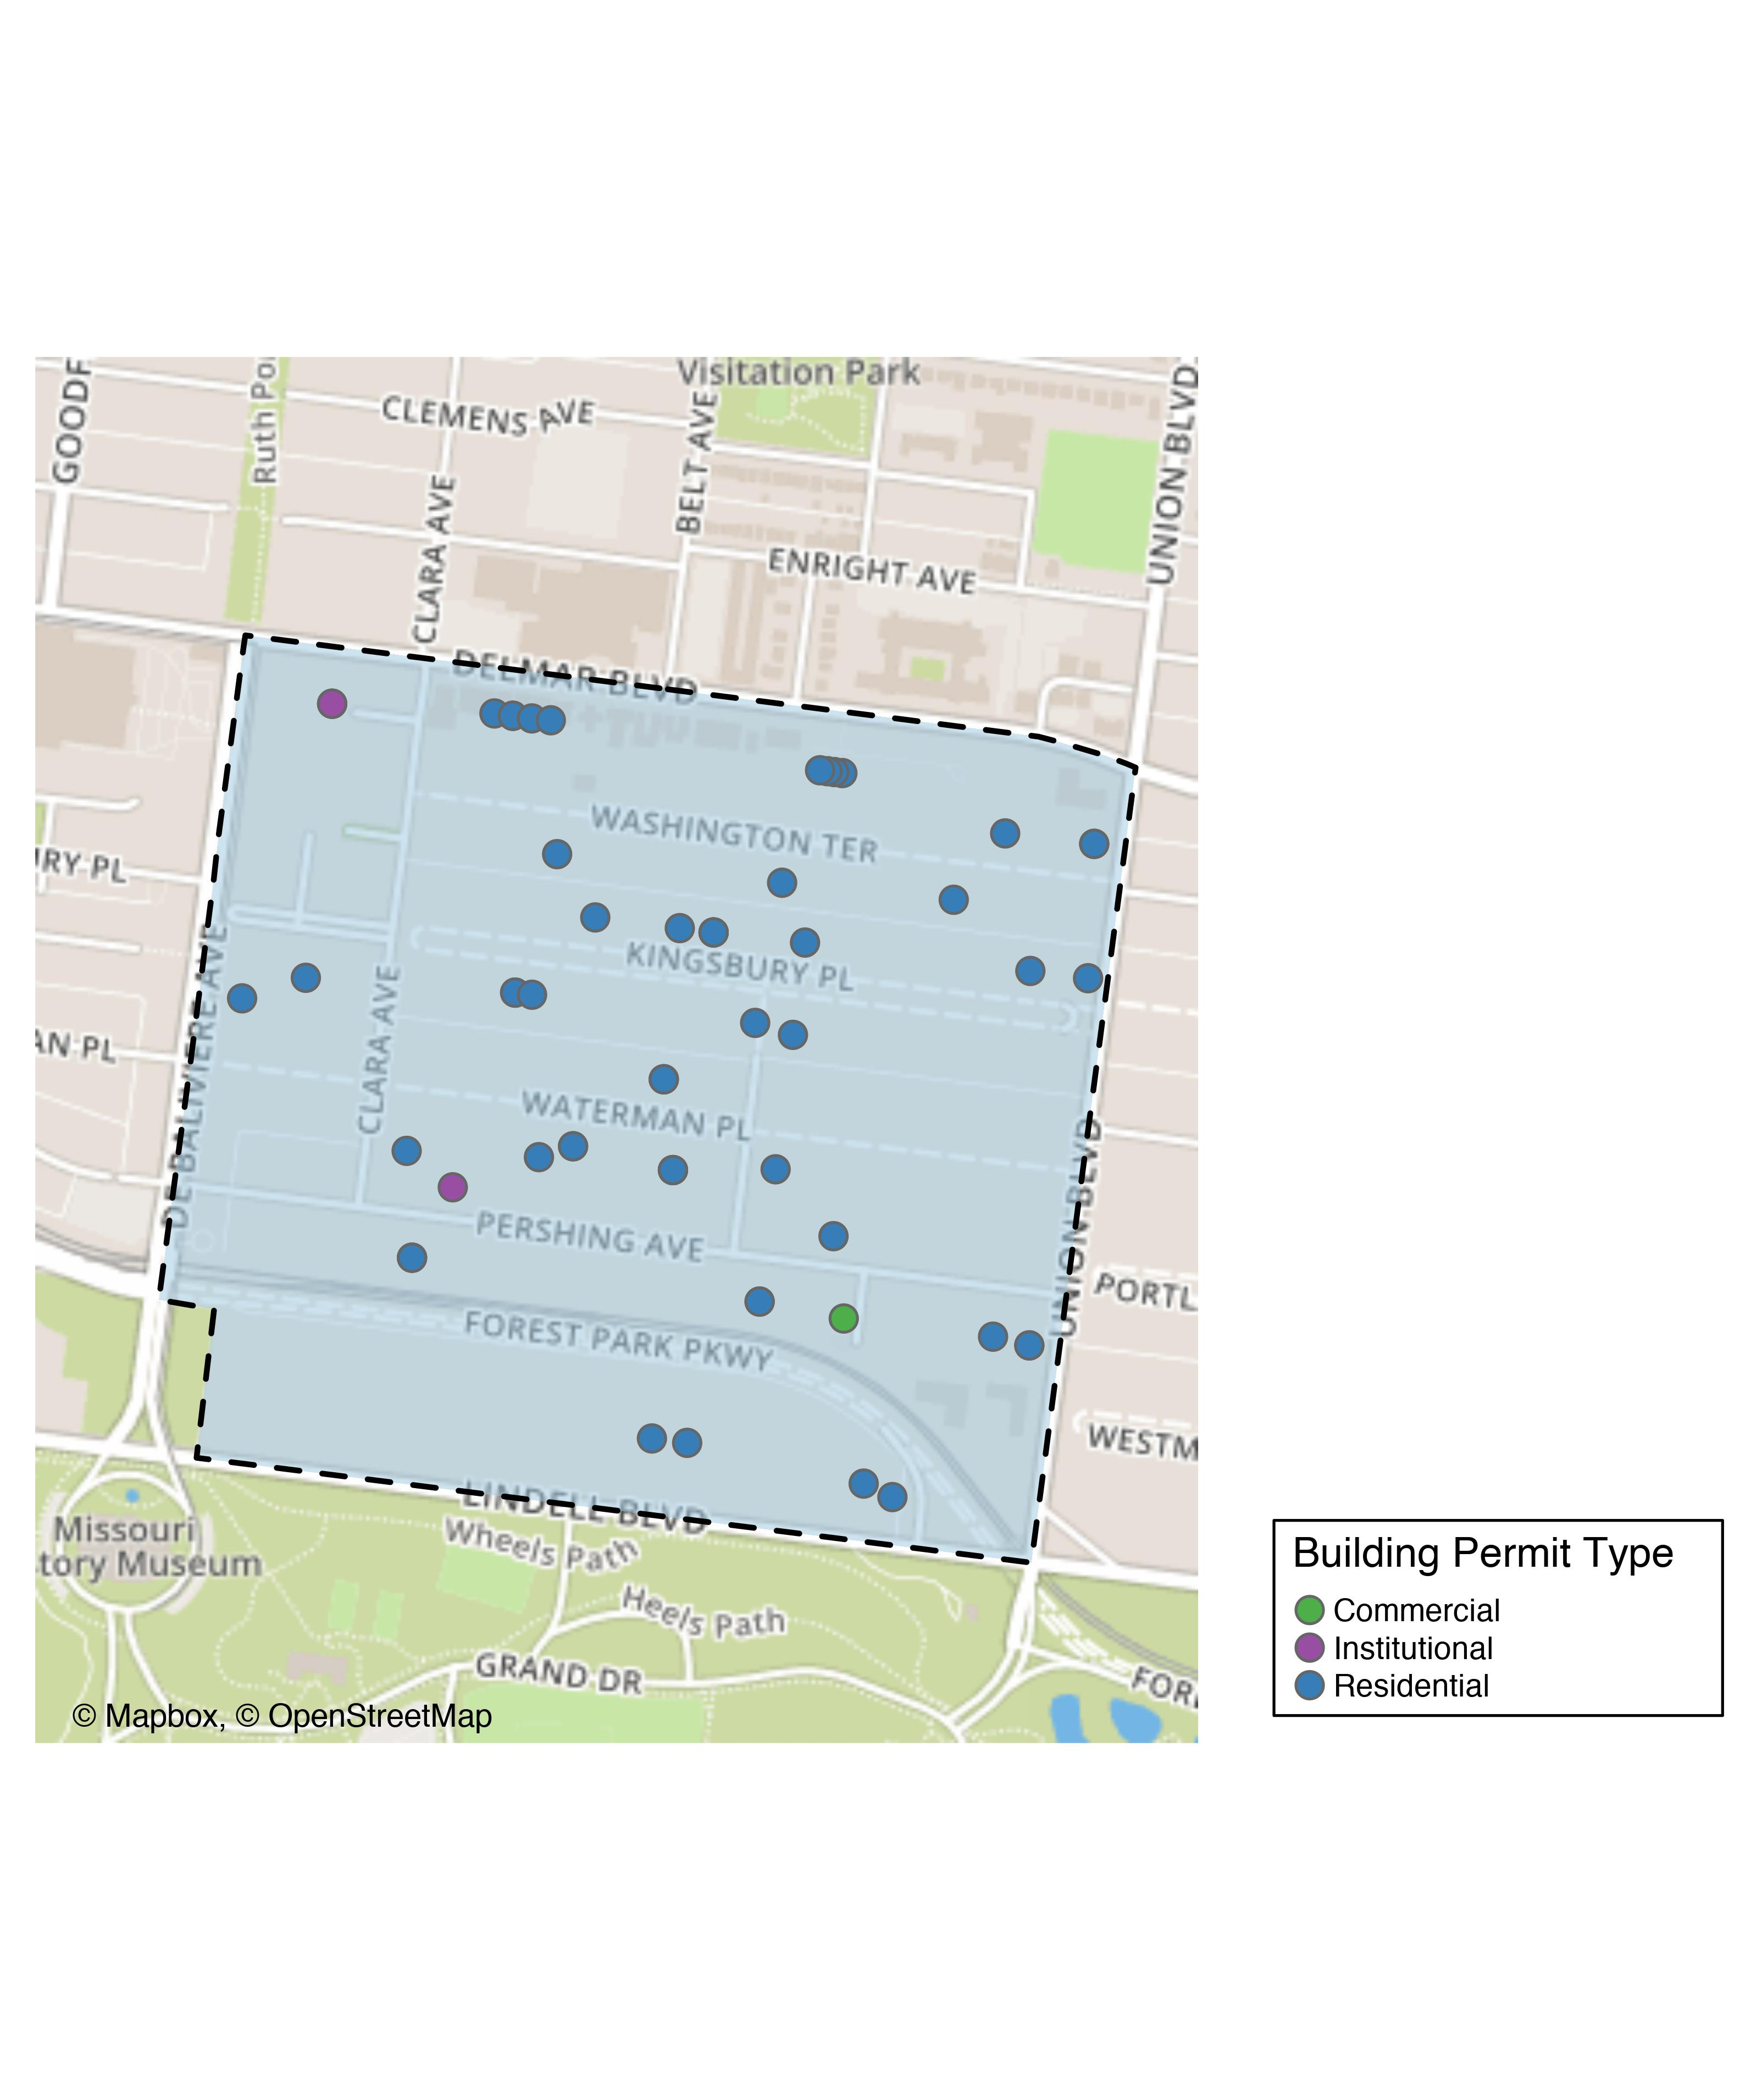 Visitation Park
GOODF
Ruth Po
CLEMENS AVE
BELT AVE
UNION BLVD
CLARA AVE
ENRIGHT AVE
DELMAR BLVD
WASHINGTON TER
IRY PL
KINGSBURY PL
DEBALIVIERE AVE
CLARA AVE
AN PL
WATERMAN PL
UNION BLVD
PERSHING AVE
PORTL
FOREST PARK PKWY
WESTM
LINDELL BLVD
Wheels Path
Missouri
tory Museum
Heels Path
GRAND DR
FOR
© Mapbox, © OpenStreetMap
Building Permit Type
Commercial
Institutional
Residential